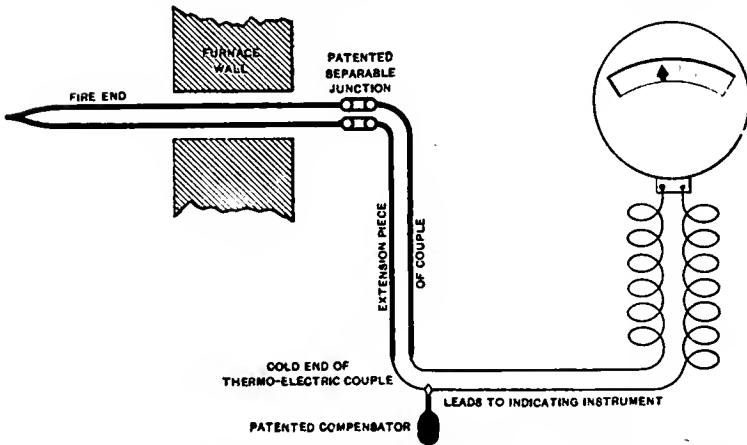 FURNACE
WALL
PATENTED
SEPARABLE
JUNCTION
FIRE END
EXTENSION PIECE
OF COUPLE
COLD END OF
THERMO-ELECTRIC COUPLE
LEADS TO INDICATING INSTRUMENT
PATENTED COMPENSATOR